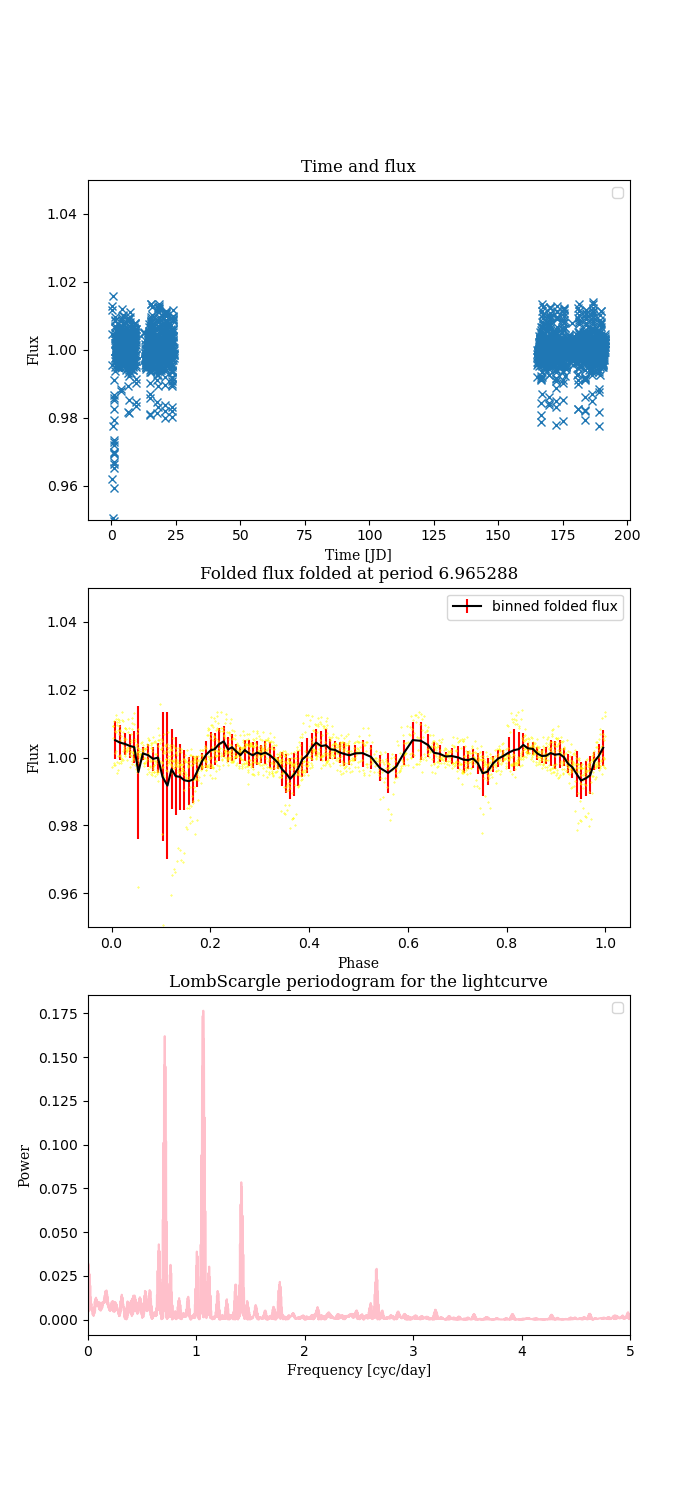 Time and flux
1.04
1.02
1.00
0.98
0.96
Flux
0 25 50 75 100 125 150 175 200
Time [JD]
Folded flux folded at period 6.965288
binned folded flux
1.04
1.02
1.00
0.98
0.96
Flux
0.0 0.2 0.4 0.6 0.8 1.0
Phase
LombScargle periodogram for the lightcurve
0.175
0.150
0.125
0.100
0.075
0.050
0.025
0.000
Power
0 1 2 3 4 5
Frequency [cyc/day]